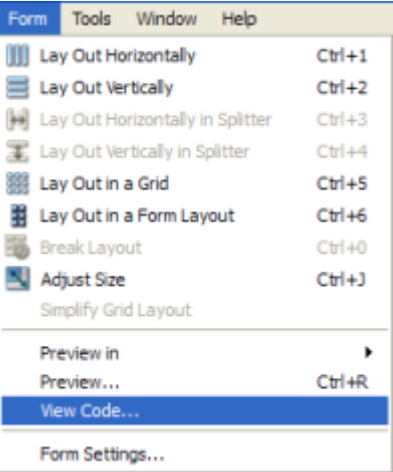 Form Tools Window Help
Lay Out Horizontally Ctrl+1
Lay Out Vertically Ctrl+2
Lay Out Horizontally in Splitter Ctrl+3
Lay Out Vertically in Splitter Ctrl+4
Lay Out in a Grid Ctrl+5
Lay Out in a Form Layout Ctrl+6
Break Layout Ctrl+0
Adjust Size Ctrl+J
Simplify Grid Layout
Preview in
Preview... Ctrl+R
View Code...
Form Settings...